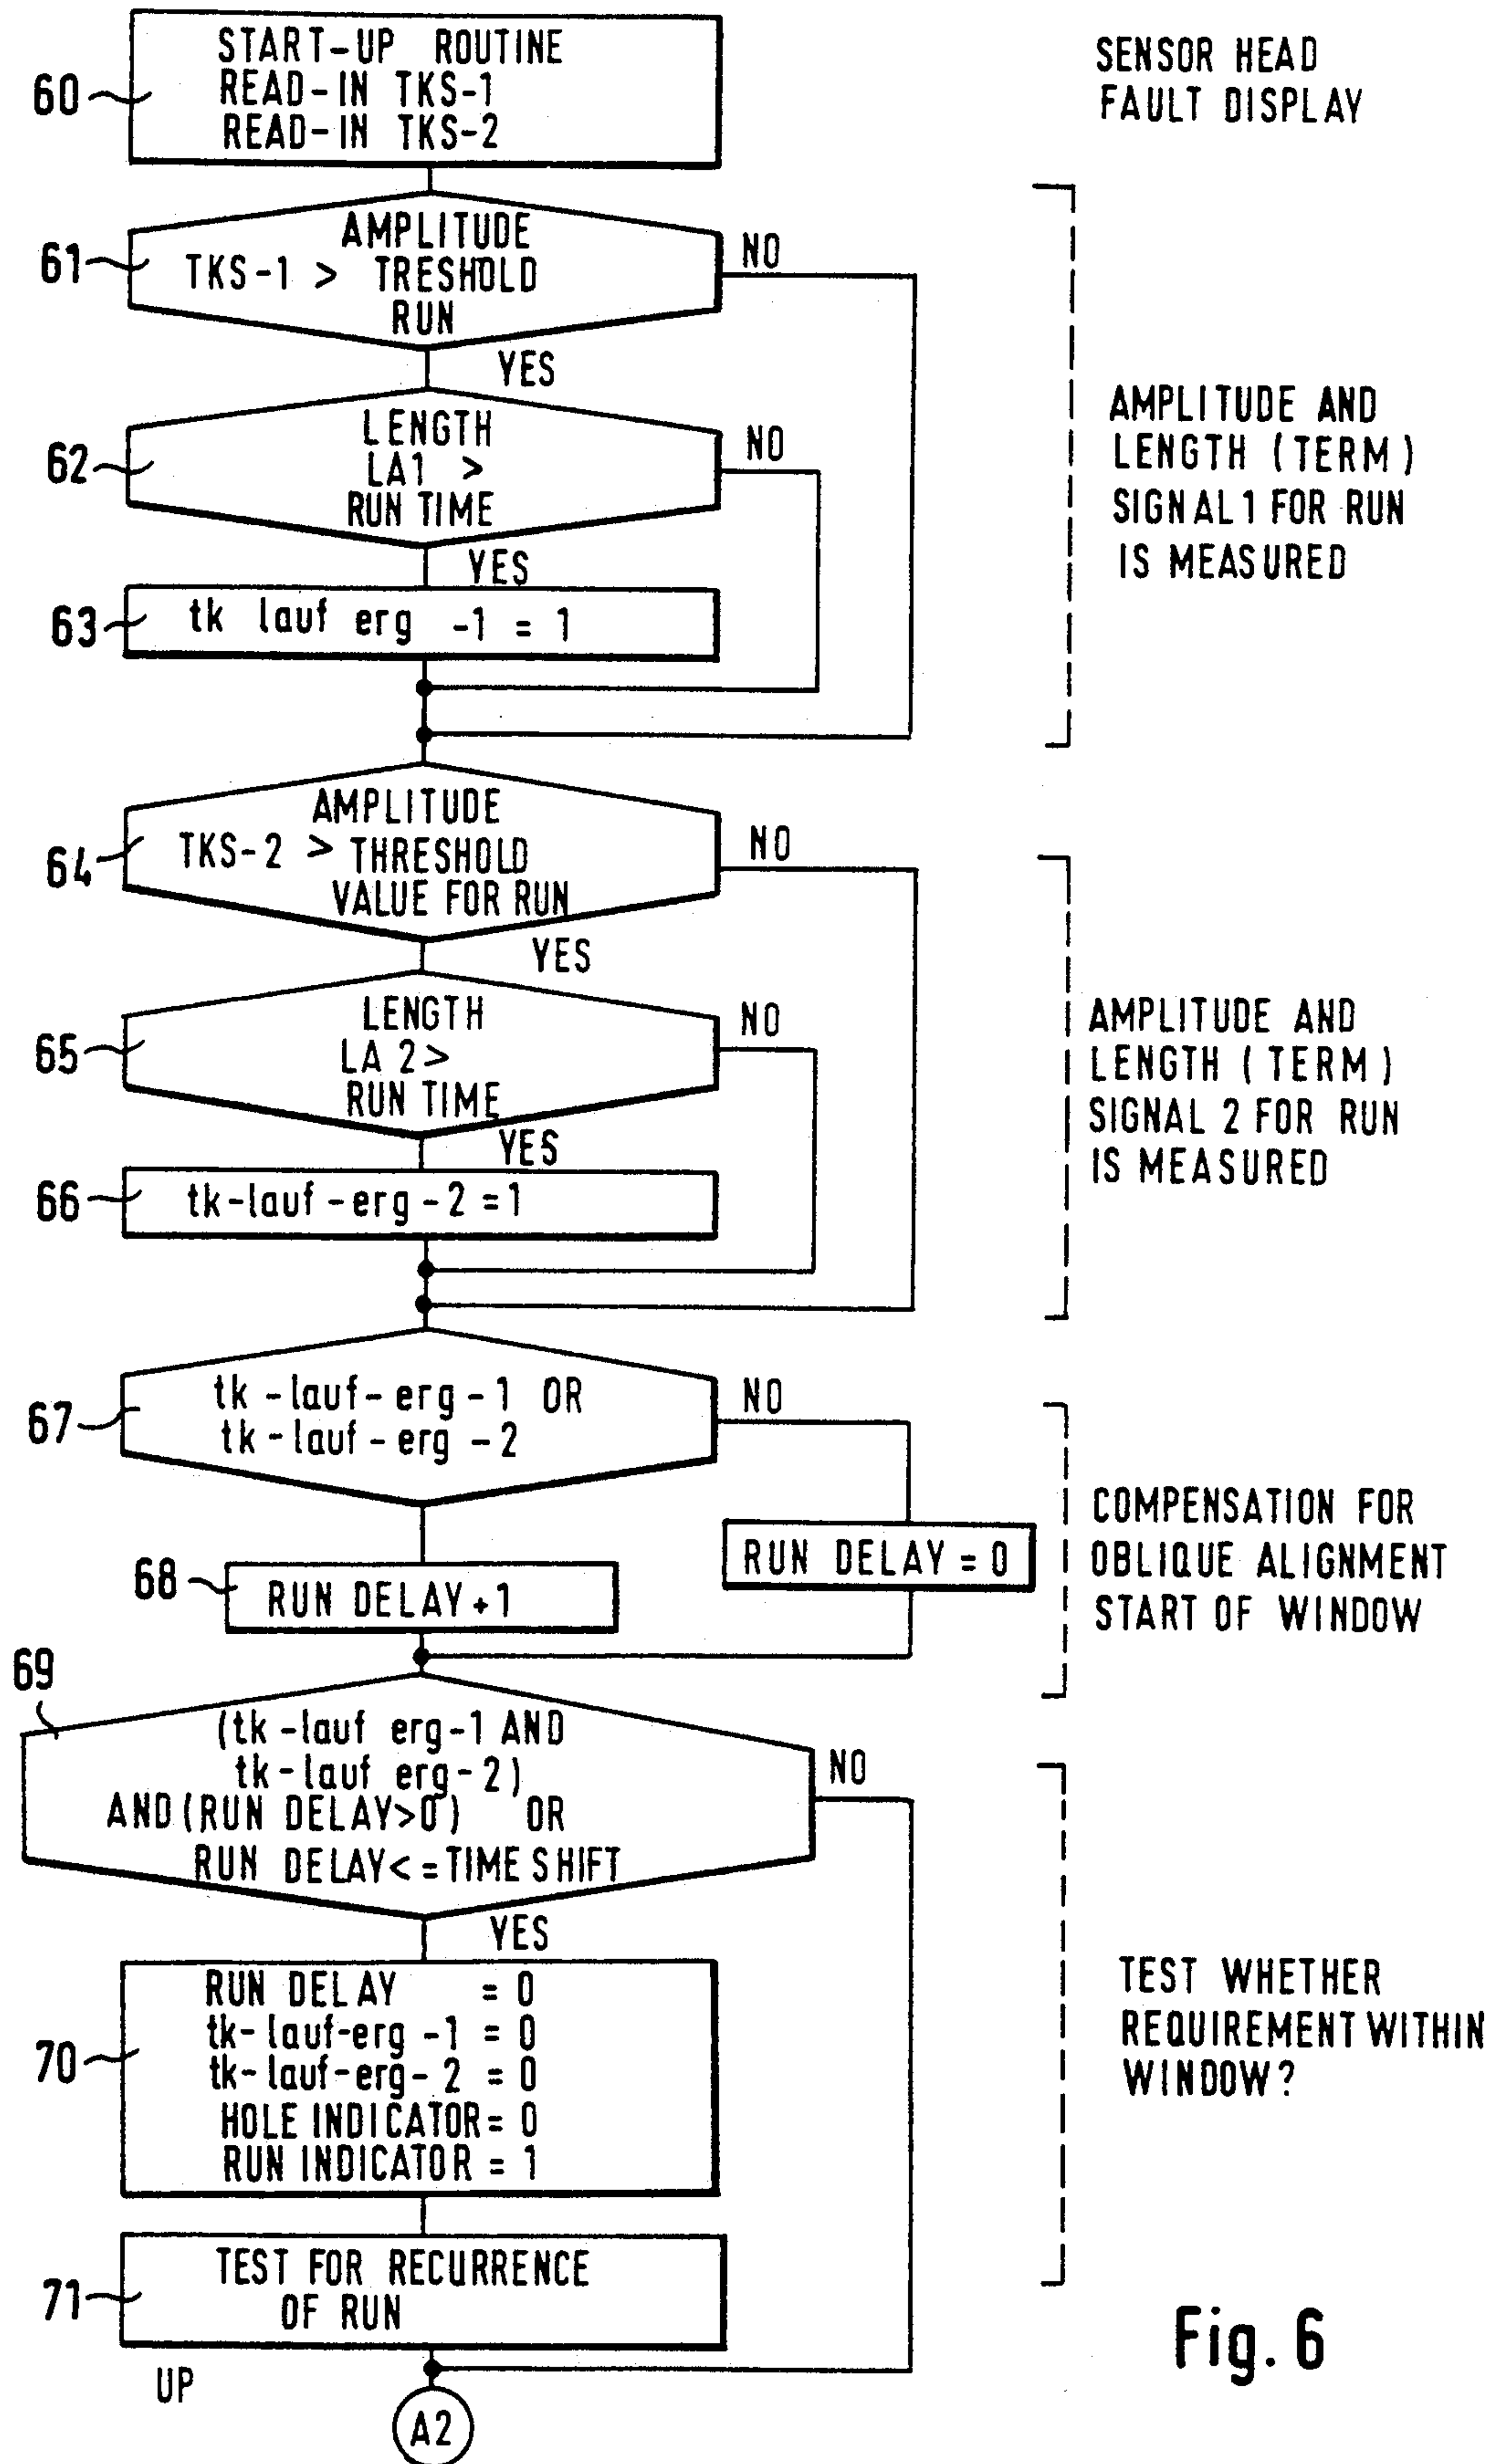 START-UP ROUTINE
READ-IN TKS-1
READ-IN TKS-2
60
SENSOR HEAD
FAULT DISPLAY
AMPLITUDE
TKS-1 > TRESHOLD
RUN
61
NO
YES
LENGTH
LA1 >
RUN TIME
62
NO
YES
63
tk lauf erg -1 = 1
AMPLITUDE AND
LENGTH (TERM)
SIGNAL 1 FOR RUN
IS MEASURED
AMPLITUDE
TKS-2 > THRESHOLD
VALUE FOR RUN
64
NO
YES
LENGTH
LA 2 >
RUN TIME
65
NO
YES
66
tk-lauf-erg-2 = 1
AMPLITUDE AND
LENGTH (TERM)
SIGNAL 2 FOR RUN
IS MEASURED
tk-lauf-erg-1 OR
tk-lauf-erg-2
67
NO
RUN DELAY = 0
68
RUN DELAY + 1
COMPENSATION FOR
OBLIQUE ALIGNMENT
START OF WINDOW
69
(tk-lauf erg-1 AND
tk-lauf erg-2)
AND (RUN DELAY>0) OR
RUN DELAY<=TIME SHIFT
NO
YES
RUN DELAY = 0
tk-lauf-erg-1 = 0
tk-lauf-erg-2 = 0
HOLE INDICATOR = 0
RUN INDICATOR = 1
70
TEST WHETHER
REQUIREMENT WITHIN
WINDOW?
71
TEST FOR RECURRENCE
OF RUN
UP
A2
Fig. 6